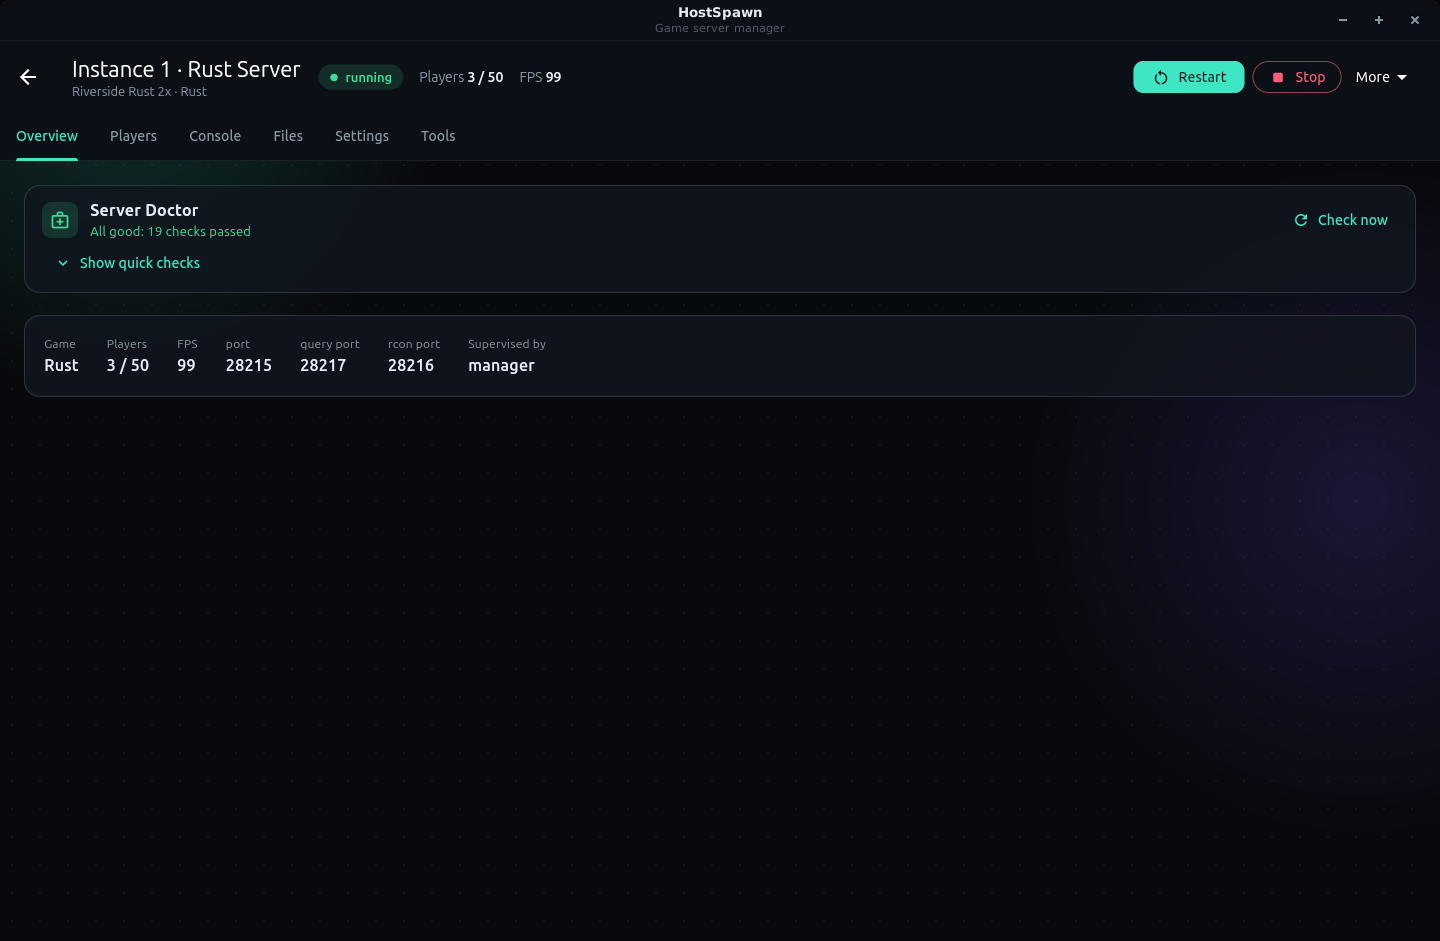 HostSpawn
Game server manager
Instance 1 · Rust Server
Riverside Rust 2x · Rust
running
Players 3 / 50
FPS 99
Restart
Stop
More
Overview
Players
Console
Files
Settings
Tools
Server Doctor
All good: 19 checks passed
Check now
Show quick checks
Game
Players
FPS
port
query port
rcon port
Supervised by
Rust
3 / 50
99
28215
28217
28216
manager